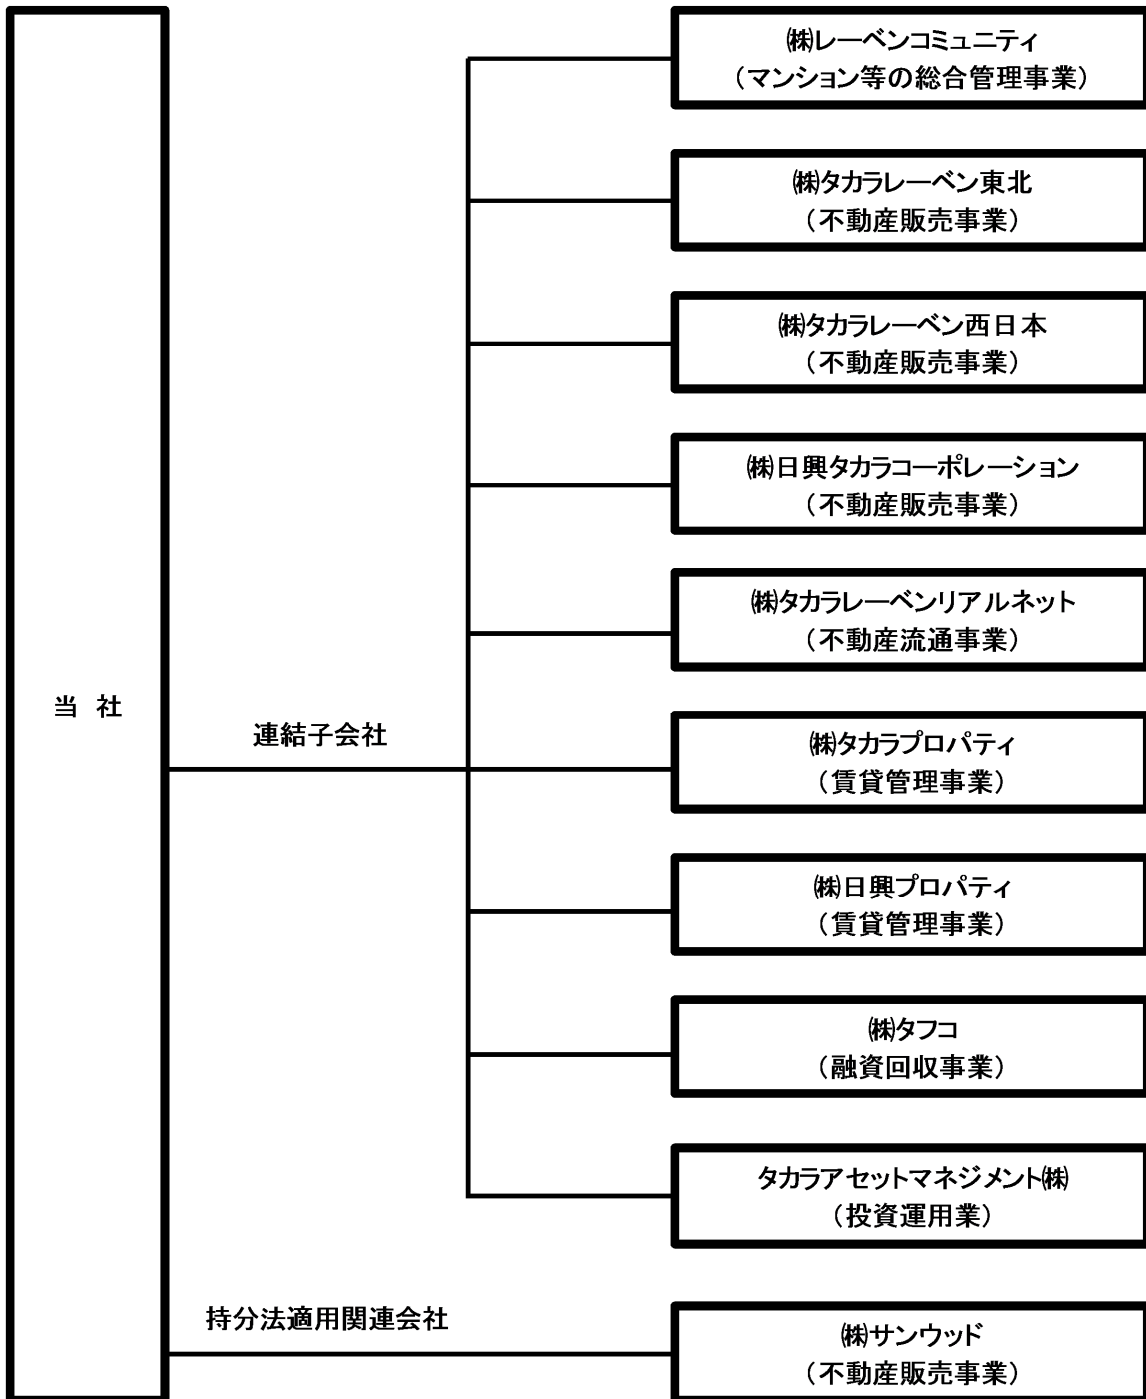 当 社
連結子会社
㈱レーベンコミュニティ
（マンション等の総合管理事業）
㈱タカラレーベン東北
（不動産販売事業）
㈱タカラレーベン西日本
（不動産販売事業）
㈱日興タカラコーポレーション
（不動産販売事業）
㈱タカラレーベンリアルネット
（不動産流通事業）
㈱タカラプロパティ
（賃貸管理事業）
㈱日興プロパティ
（賃貸管理事業）
㈱タフコ
（融資回収事業）
タカラアセットマネジメント㈱
（投資運用業）
持分法適用関連会社
㈱サンウッド
（不動産販売事業）